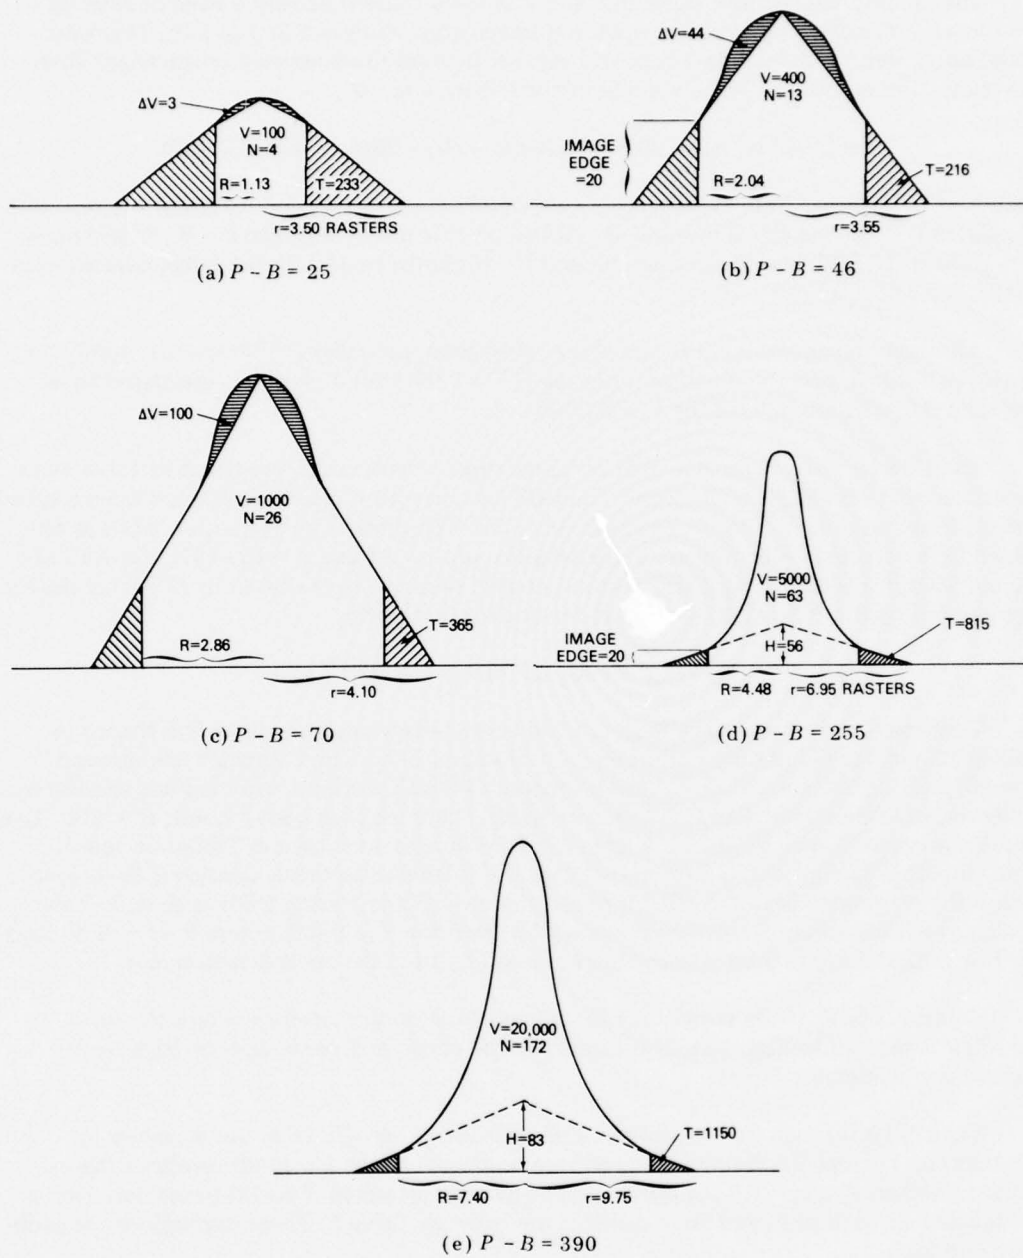 ΔV=3
V=100
N=4
R=1.13
T=233
r=3.50 RASTERS
(a) P – B = 25
ΔV=44
V=400
N=13
IMAGE
EDGE
=20
R=2.04
T=216
r=3.55
(b) P – B = 46
ΔV=100
V=1000
N=26
R=2.86
T=365
r=4.10
(c) P – B = 70
V=5000
N=63
IMAGE
EDGE=20
H=56
T=815
R=4.48
r=6.95 RASTERS
(d) P – B = 255
V=20,000
N=172
H=83
T=1150
R=7.40
r=9.75
(e) P – B = 390